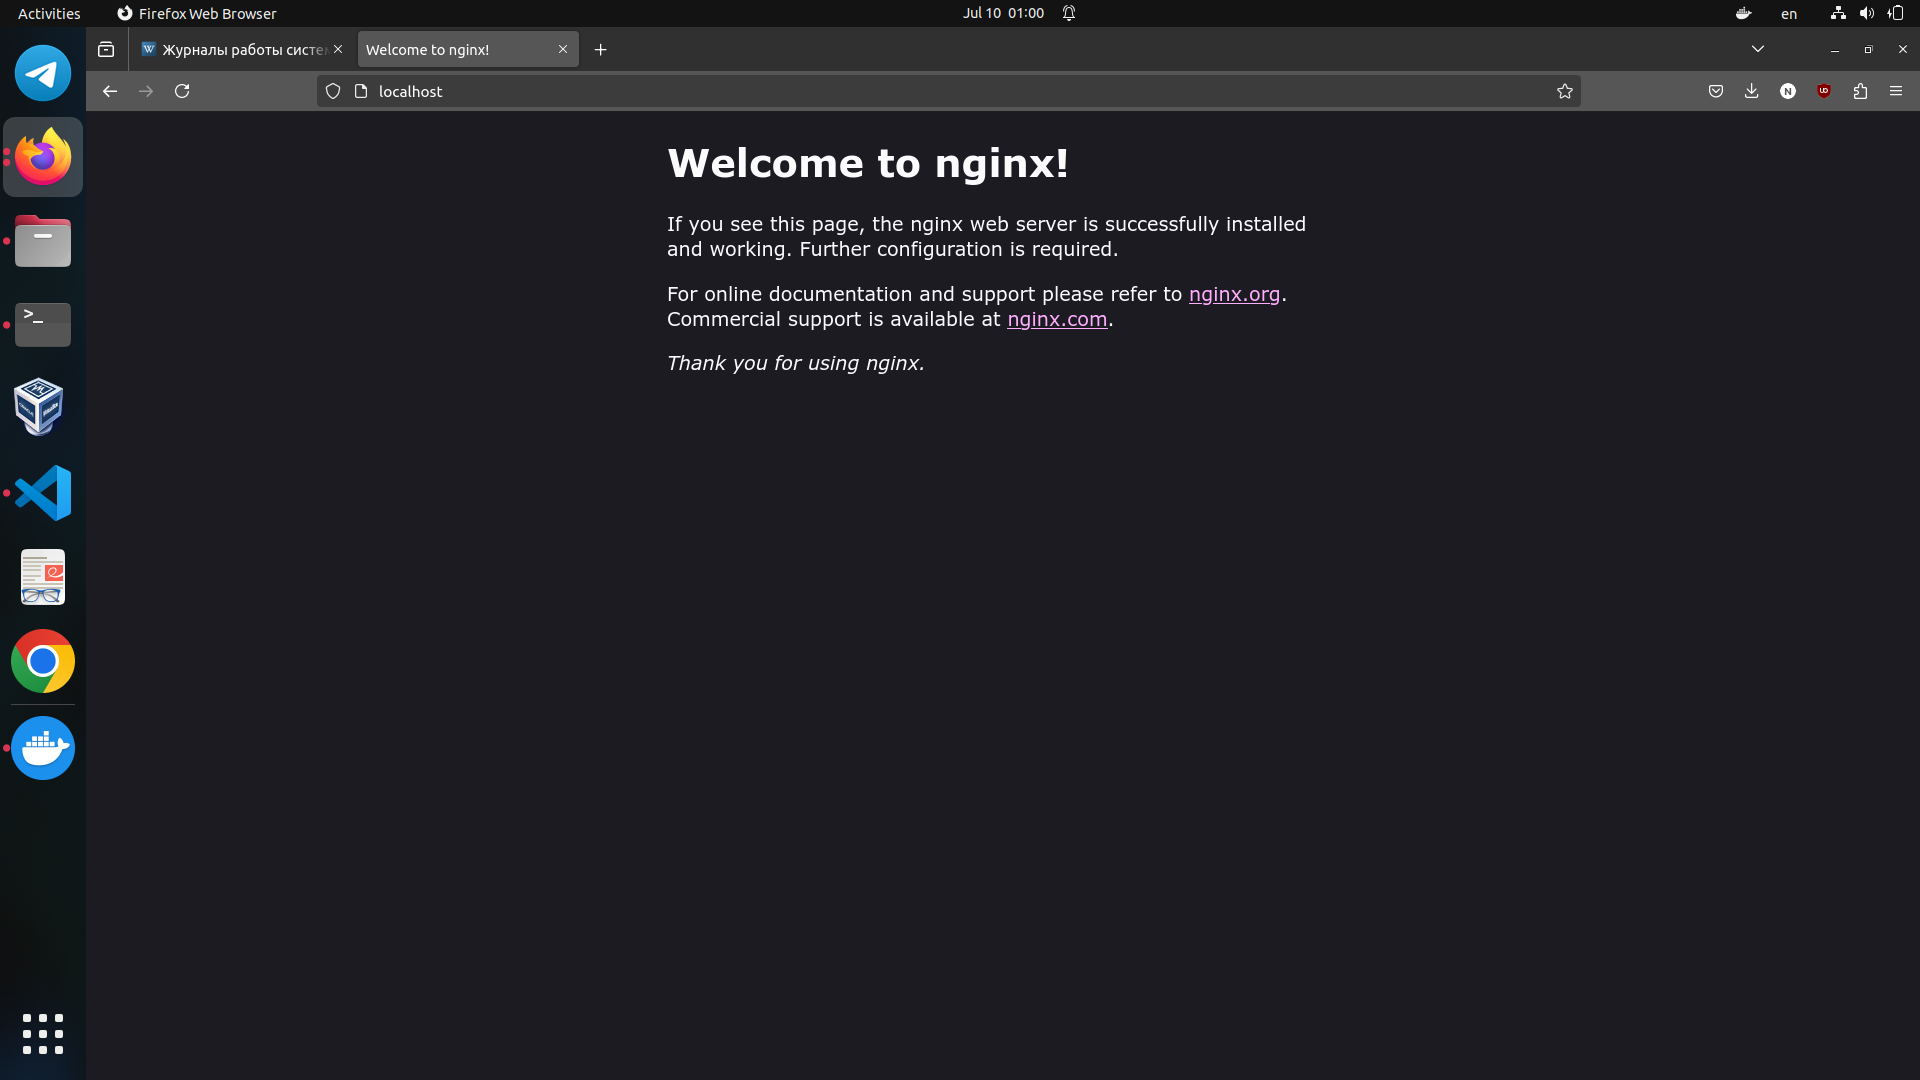 Activities
Firefox Web Browser
Jul 10 01:00
en
Журналы работы систе
Welcome to nginx!
localhost
Welcome to nginx!
If you see this page, the nginx web server is successfully installed
and working. Further configuration is required.
For online documentation and support please refer to nginx.org.
Commercial support is available at nginx.com.
Thank you for using nginx.